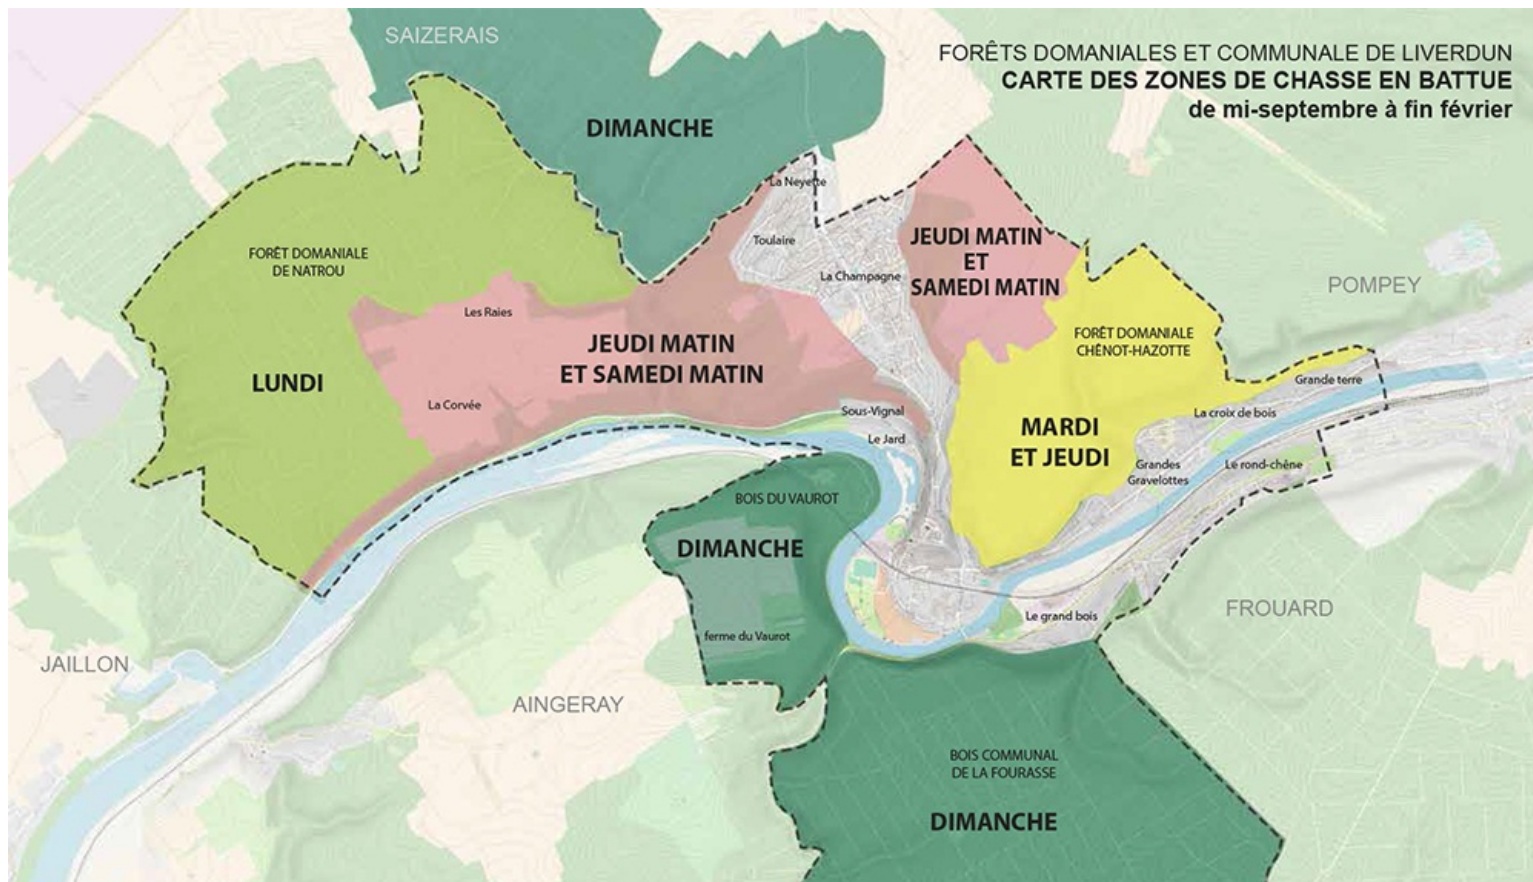 SAIZERAIS
FORÊTS DOMANIALES ET COMMUNALE DE LIVERDUN
CARTE DES ZONES DE CHASSE EN BATTUE
de mi-septembre à fin février
DIMANCHE
La Neyette
Toulaire
La Champagne
JEUDI MATIN
ET
SAMEDI MATIN
FORÊT DOMANIALE
DE NATROU
POMPEY
Les Raies
JEUDI MATIN
ET SAMEDI MATIN
FORÊT DOMANIALE
CHÊNOT-HAZOTTE
LUNDI
Grande terre
La Corvée
Sous-Vignal
La croix de bois
Le Jard
MARDI
ET JEUDI
Grandes
Gravelottes
Le rond-chêne
BOIS DU VAUROT
DIMANCHE
ferme du Vaurot
Le grand bois
FROUARD
JAILLON
AINGERAY
BOIS COMMUNAL
DE LA FOURASSE
DIMANCHE